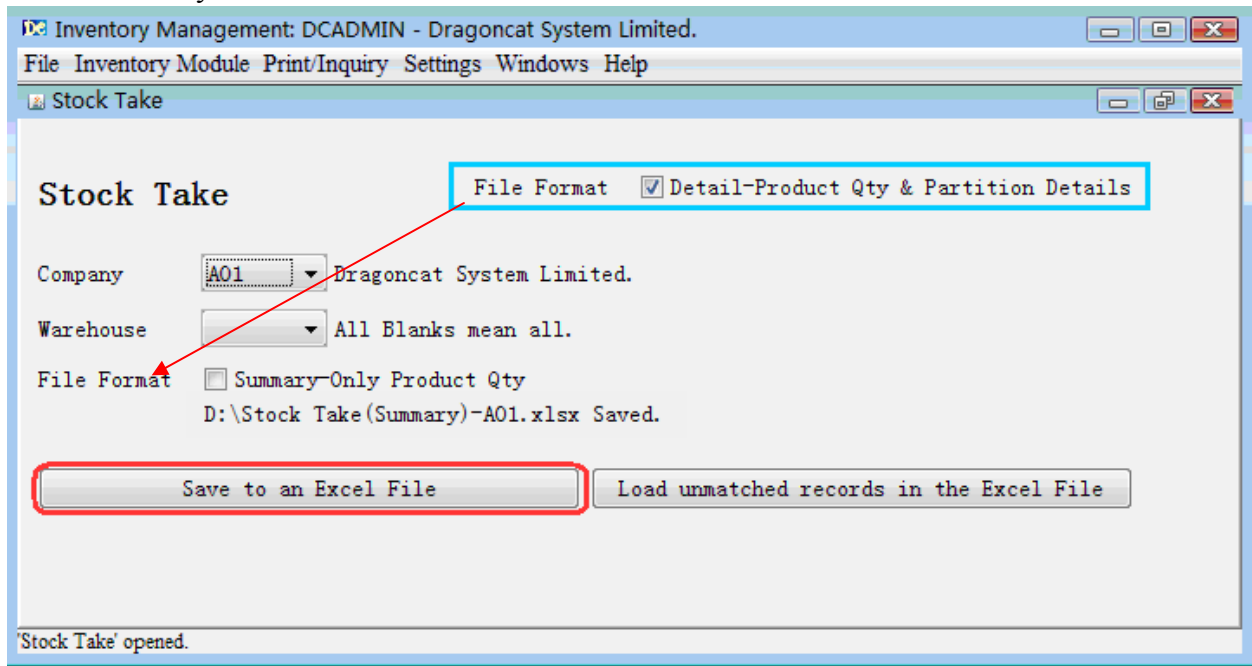 Inventory Management: DCADMIN - Dragoncat System Limited.
File Inventory Module Print/Inquiry Settings Windows Help
Stock Take
File Format Detail-Product Qty & Partition Details
Stock Take
Company A01 Dragoncat System Limited.
Warehouse All Blanks mean all.
File Format Summary-Only Product Qty
D:\Stock Take(Summary)-A01.xlsx Saved.
Save to an Excel File Load unmatched records in the Excel File
'Stock Take' opened.